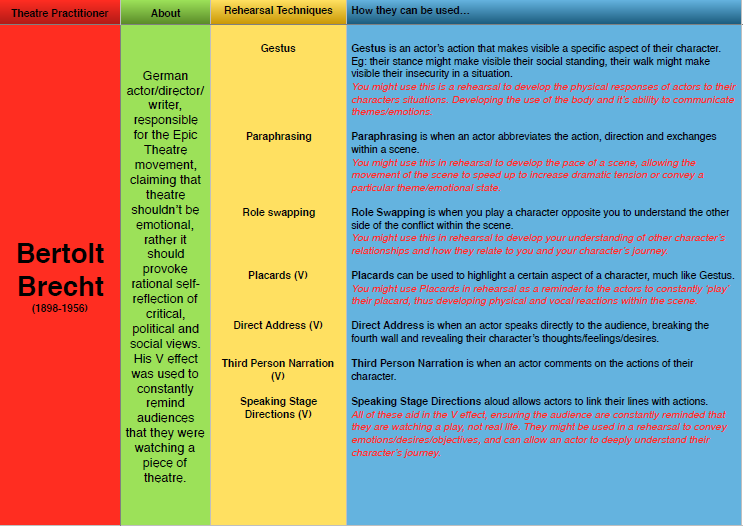 Theatre Practitioner
About
Rehearsal Techniques
How they can be used…
Bertolt
Brecht
(1898-1956)
German
actor/director/
writer,
responsible
for the Epic
Theatre
movement,
claiming that
theatre
shouldn't be
emotional,
rather it
should
provoke
rational self-
reflection of
critical,
political and
social views.
His V effect
was used to
constantly
remind
audiences
that they were
watching a
piece of
theatre.
Gestus
Gestus is an actor's action that makes visible a specific aspect of their character.
Eg: their stance might make visible their social standing, their walk might make
visible their insecurity in a situation.
You might use this is a rehearsal to develop the physical responses of actors to their
characters situations. Developing the use of the body and it's ability to communicate
themes/emotions.
Paraphrasing
Paraphrasing is when an actor abbreviates the action, direction and exchanges
within a scene.
You might use this in rehearsal to develop the pace of a scene, allowing the
movement of the scene to speed up to increase dramatic tension or convey a
particular theme/emotional state.
Role swapping
Role Swapping is when you play a character opposite you to understand the other
side of the conflict within the scene.
You might use this in rehearsal to develop your understanding of other character's
relationships and how they relate to you and your character's journey.
Placards (V)
Placards can be used to highlight a certain aspect of a character, much like Gestus.
You might use Placards in rehearsal as a reminder to the actors to constantly 'play'
their placard, thus developing physical and vocal reactions within the scene.
Direct Address (V)
Direct Address is when an actor speaks directly to the audience, breaking the
fourth wall and revealing their character's thoughts/feelings/desires.
Third Person Narration
(V)
Third Person Narration is when an actor comments on the actions of their
character.
Speaking Stage
Directions (V)
Speaking Stage Directions aloud allows actors to link their lines with actions.
All of these aid in the V effect, ensuring the audience are constantly reminded that
they are watching a play, not real life. They might be used in a rehearsal to convey
emotions/desires/objectives, and can allow an actor to deeply understand their
character's journey.